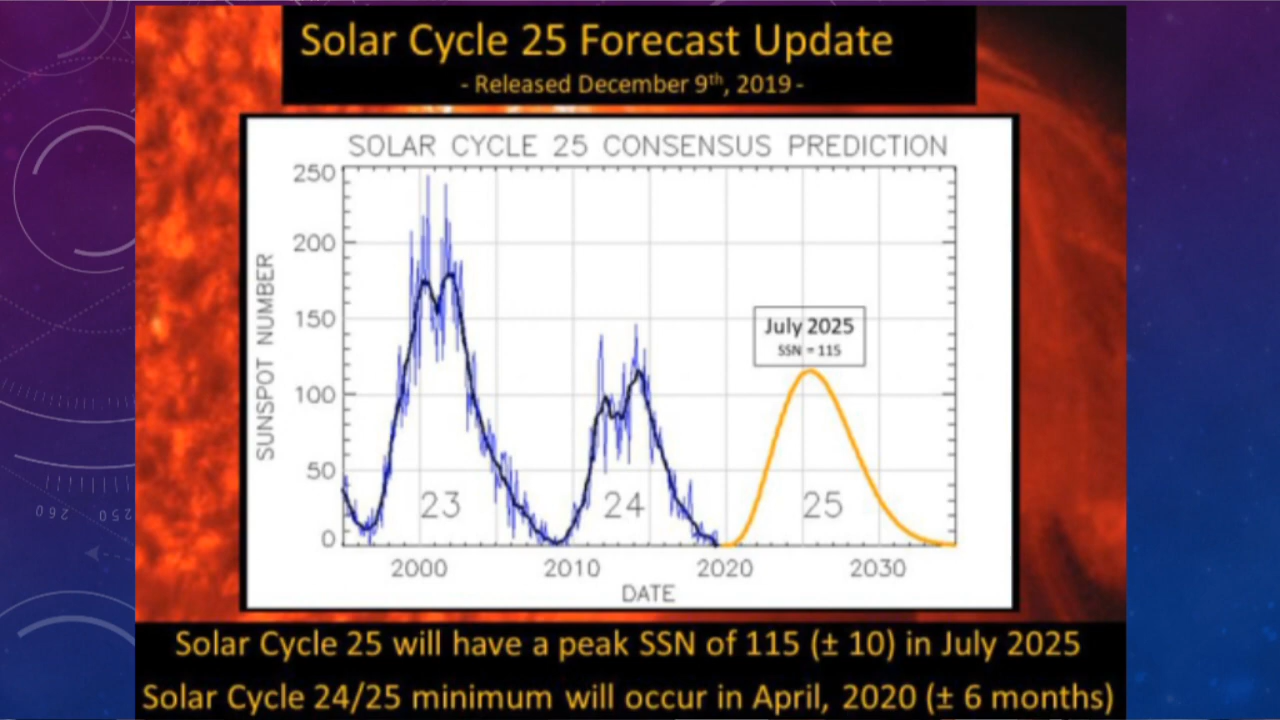 Solar Cycle 25 Forecast Update
- Released December 9th, 2019 -
SOLAR CYCLE 25 CONSENSUS PREDICTION
250
200
150
100
50
0
SUNSPOT NUMBER
July 2025
SSN = 115
23
24
25
2000
2010
2020
2030
DATE
Solar Cycle 25 will have a peak SSN of 115 (± 10) in July 2025
Solar Cycle 24/25 minimum will occur in April, 2020 (± 6 months)
260
250